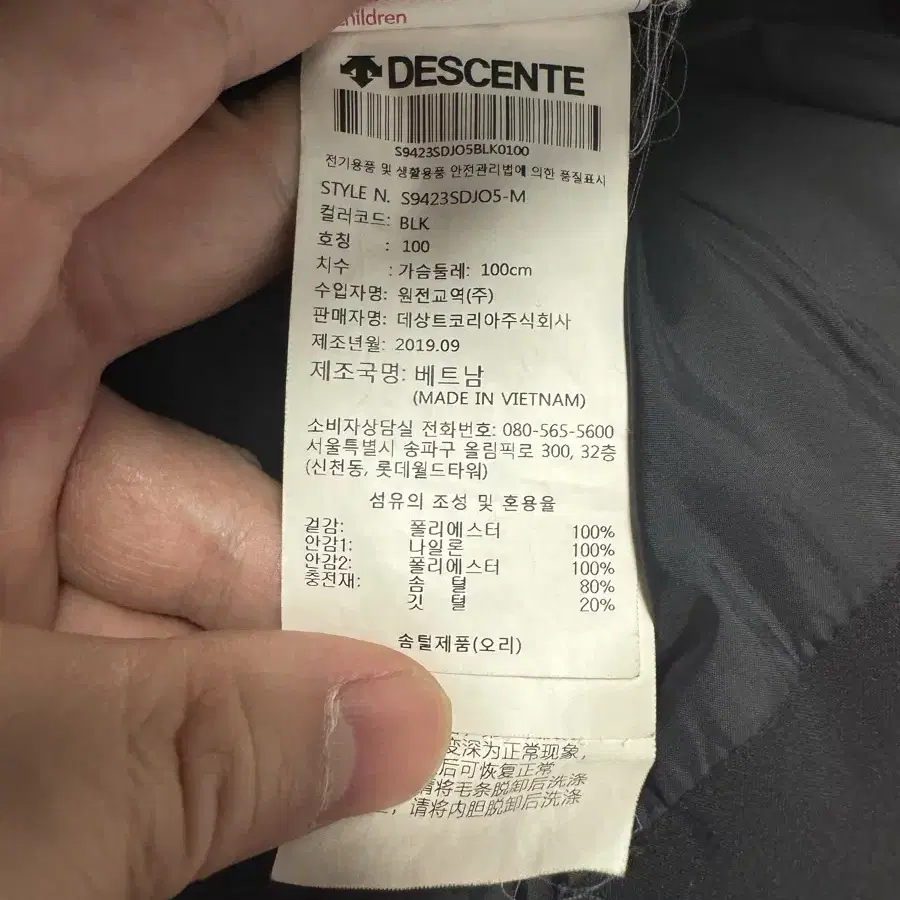 children
DESCENTE
S9423SDJO5BLK0100
전기용품 및 생활용품 안전관리법에 의한 품질표시
STYLE N. S9423SDJO5-M
컬러코드: BLK
호칭 : 100
치수 : 가슴둘레: 100cm
수입자명: 원전교역(주)
판매자명: 데상트코리아주식회사
제조년월: 2019.09
제조국명: 베트남
(MADE IN VIETNAM)
소비자상담실 전화번호: 080-565-5600
서울특별시 송파구 올림픽로 300, 32층
(신천동, 롯데월드타워)
섬유의 조성 및 혼용율
겉감: 폴리에스터 100%
안감1: 나일론 100%
안감2: 폴리에스터 100%
충전재: 솜 털 80%
깃 털 20%
솜털제품(오리)
变深为正常现象,
后可恢复正常
请将毛条脱卸后洗涤
, 请将内胆脱卸后洗涤